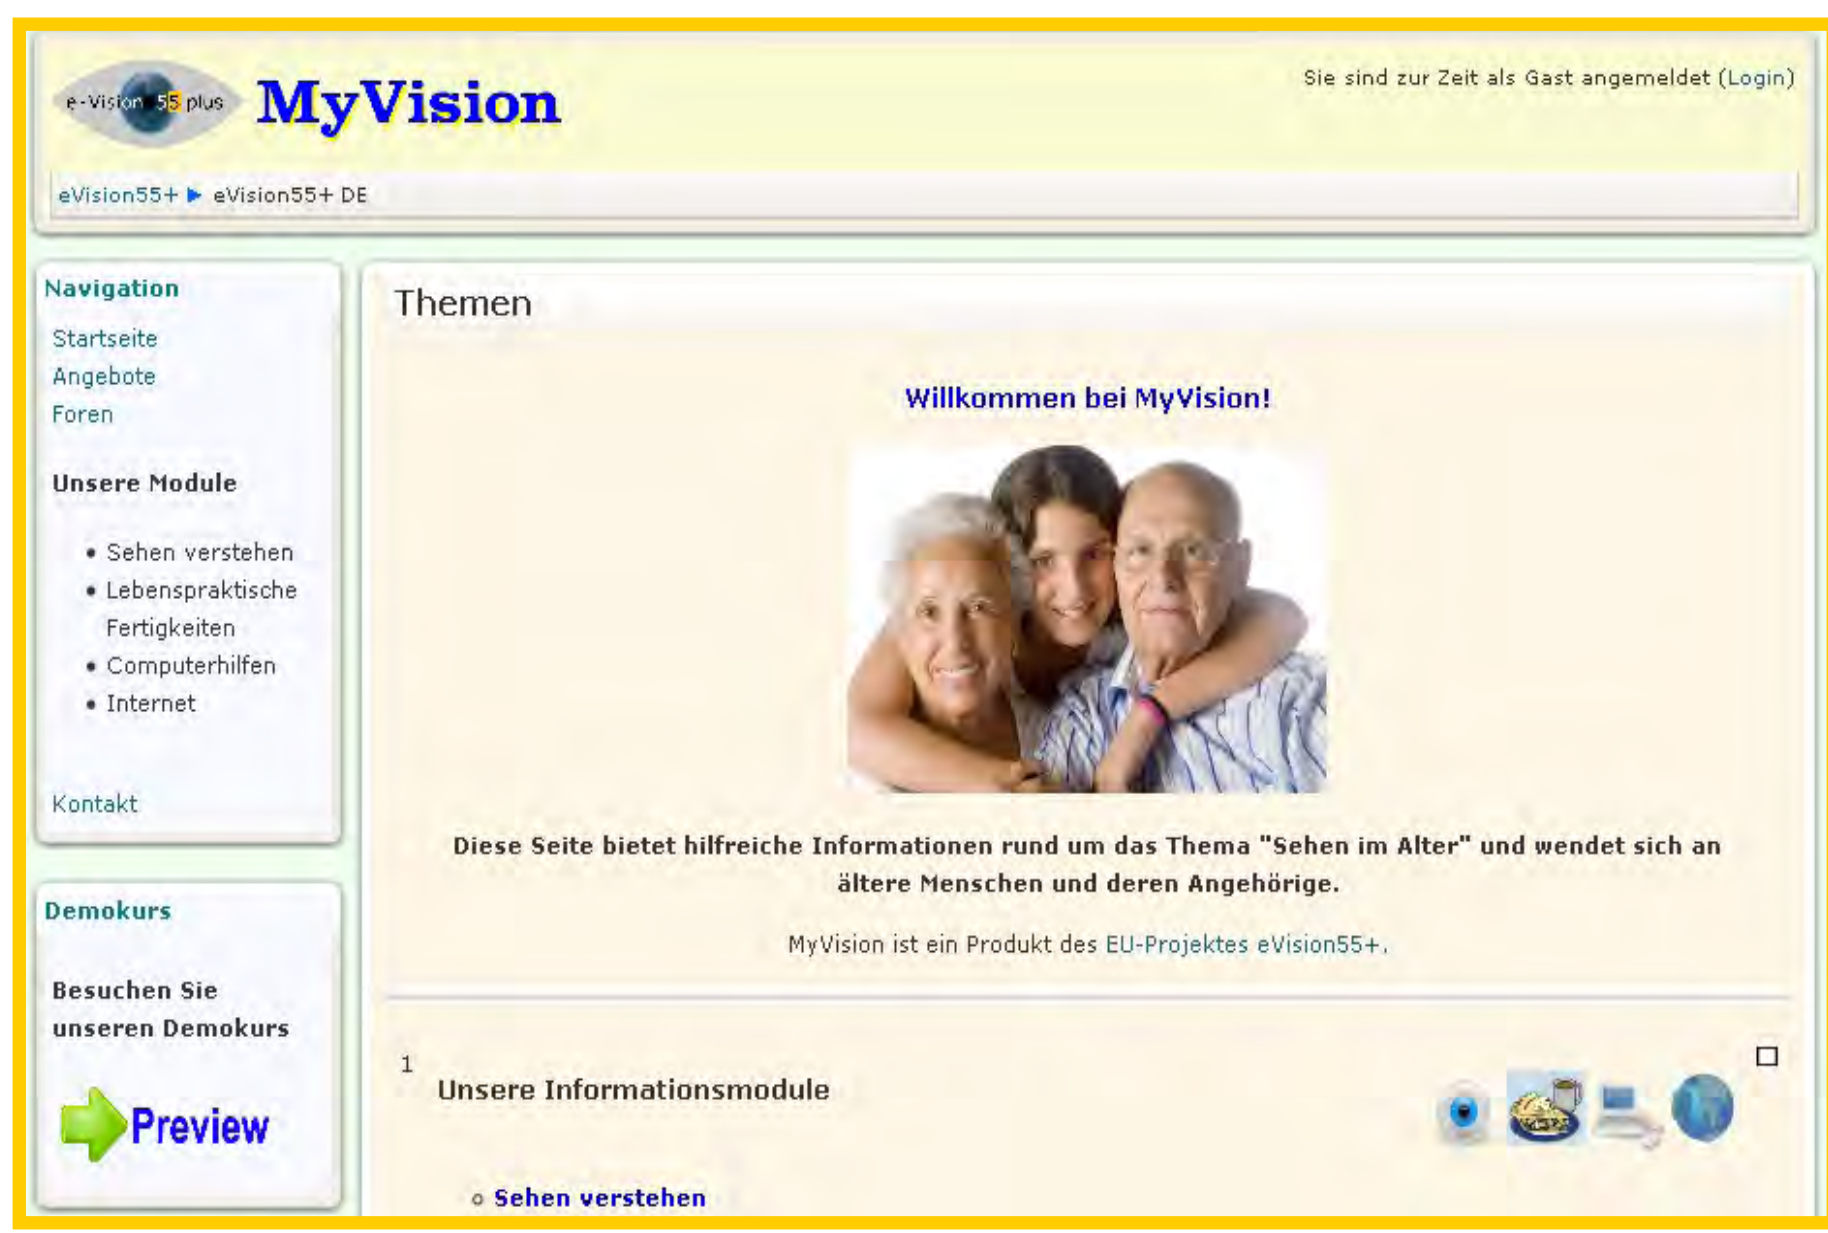 e-Vision 55 plus
MyVision
Sie sind zur Zeit als Gast angemeldet (Login)
eVision55+ ► eVision55+ DE
Navigation
Startseite
Angebote
Foren
Unsere Module
• Sehen verstehen
• Lebenspraktische
Fertigkeiten
• Computerhilfen
• Internet
Kontakt
Demokurs
Besuchen Sie
unseren Demokurs
Preview
Themen
Willkommen bei MyVision!
Diese Seite bietet hilfreiche Informationen rund um das Thema "Sehen im Alter" und wendet sich an
ältere Menschen und deren Angehörige.
MyVision ist ein Produkt des EU-Projektes eVision55+.
1
Unsere Informationsmodule
Sehen verstehen